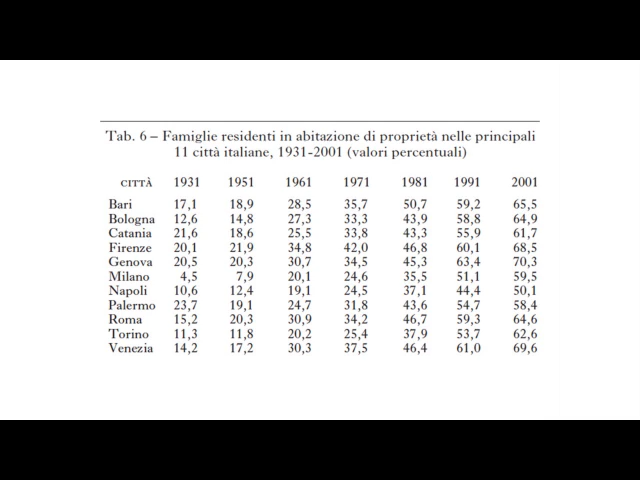 Tab. 6 – Famiglie residenti in abitazione di proprietà nelle principali
11 città italiane, 1931-2001 (valori percentuali)
CITTÀ 1931 1951 1961 1971 1981 1991 2001
Bari 17,1 18,9 28,5 35,7 50,7 59,2 65,5
Bologna 12,6 14,8 27,3 33,3 43,9 58,8 64,9
Catania 21,6 18,6 25,5 33,8 43,3 55,9 61,7
Firenze 20,1 21,9 34,8 42,0 46,8 60,1 68,5
Genova 20,5 20,3 30,7 34,5 45,3 63,4 70,3
Milano 4,5 7,9 20,1 24,6 35,5 51,1 59,5
Napoli 10,6 12,4 19,1 24,5 37,1 44,4 50,1
Palermo 23,7 19,1 24,7 31,8 43,6 54,7 58,4
Roma 15,2 20,3 30,9 34,2 46,7 59,3 64,6
Torino 11,3 11,8 20,2 25,4 37,9 53,7 62,6
Venezia 14,2 17,2 30,3 37,5 46,4 61,0 69,6